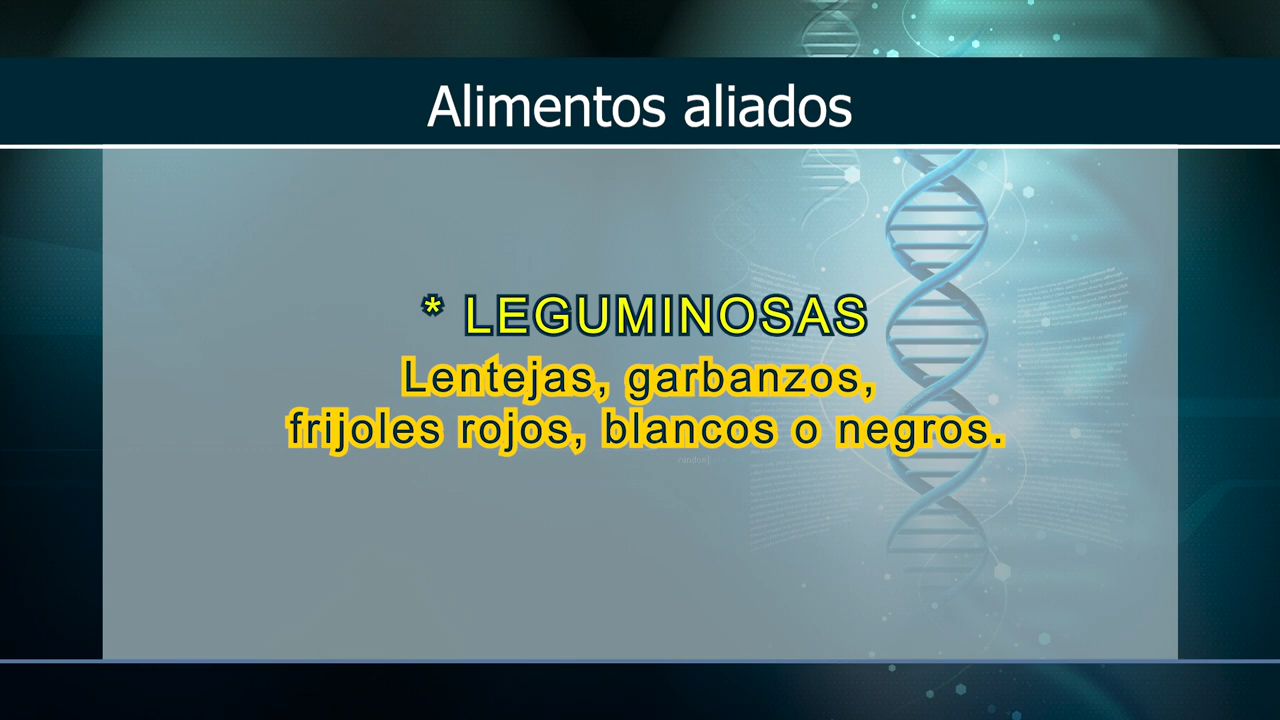 Alimentos aliados
* LEGUMINOSAS
Lentejas, garbanzos,
frijoles rojos, blancos o negros.